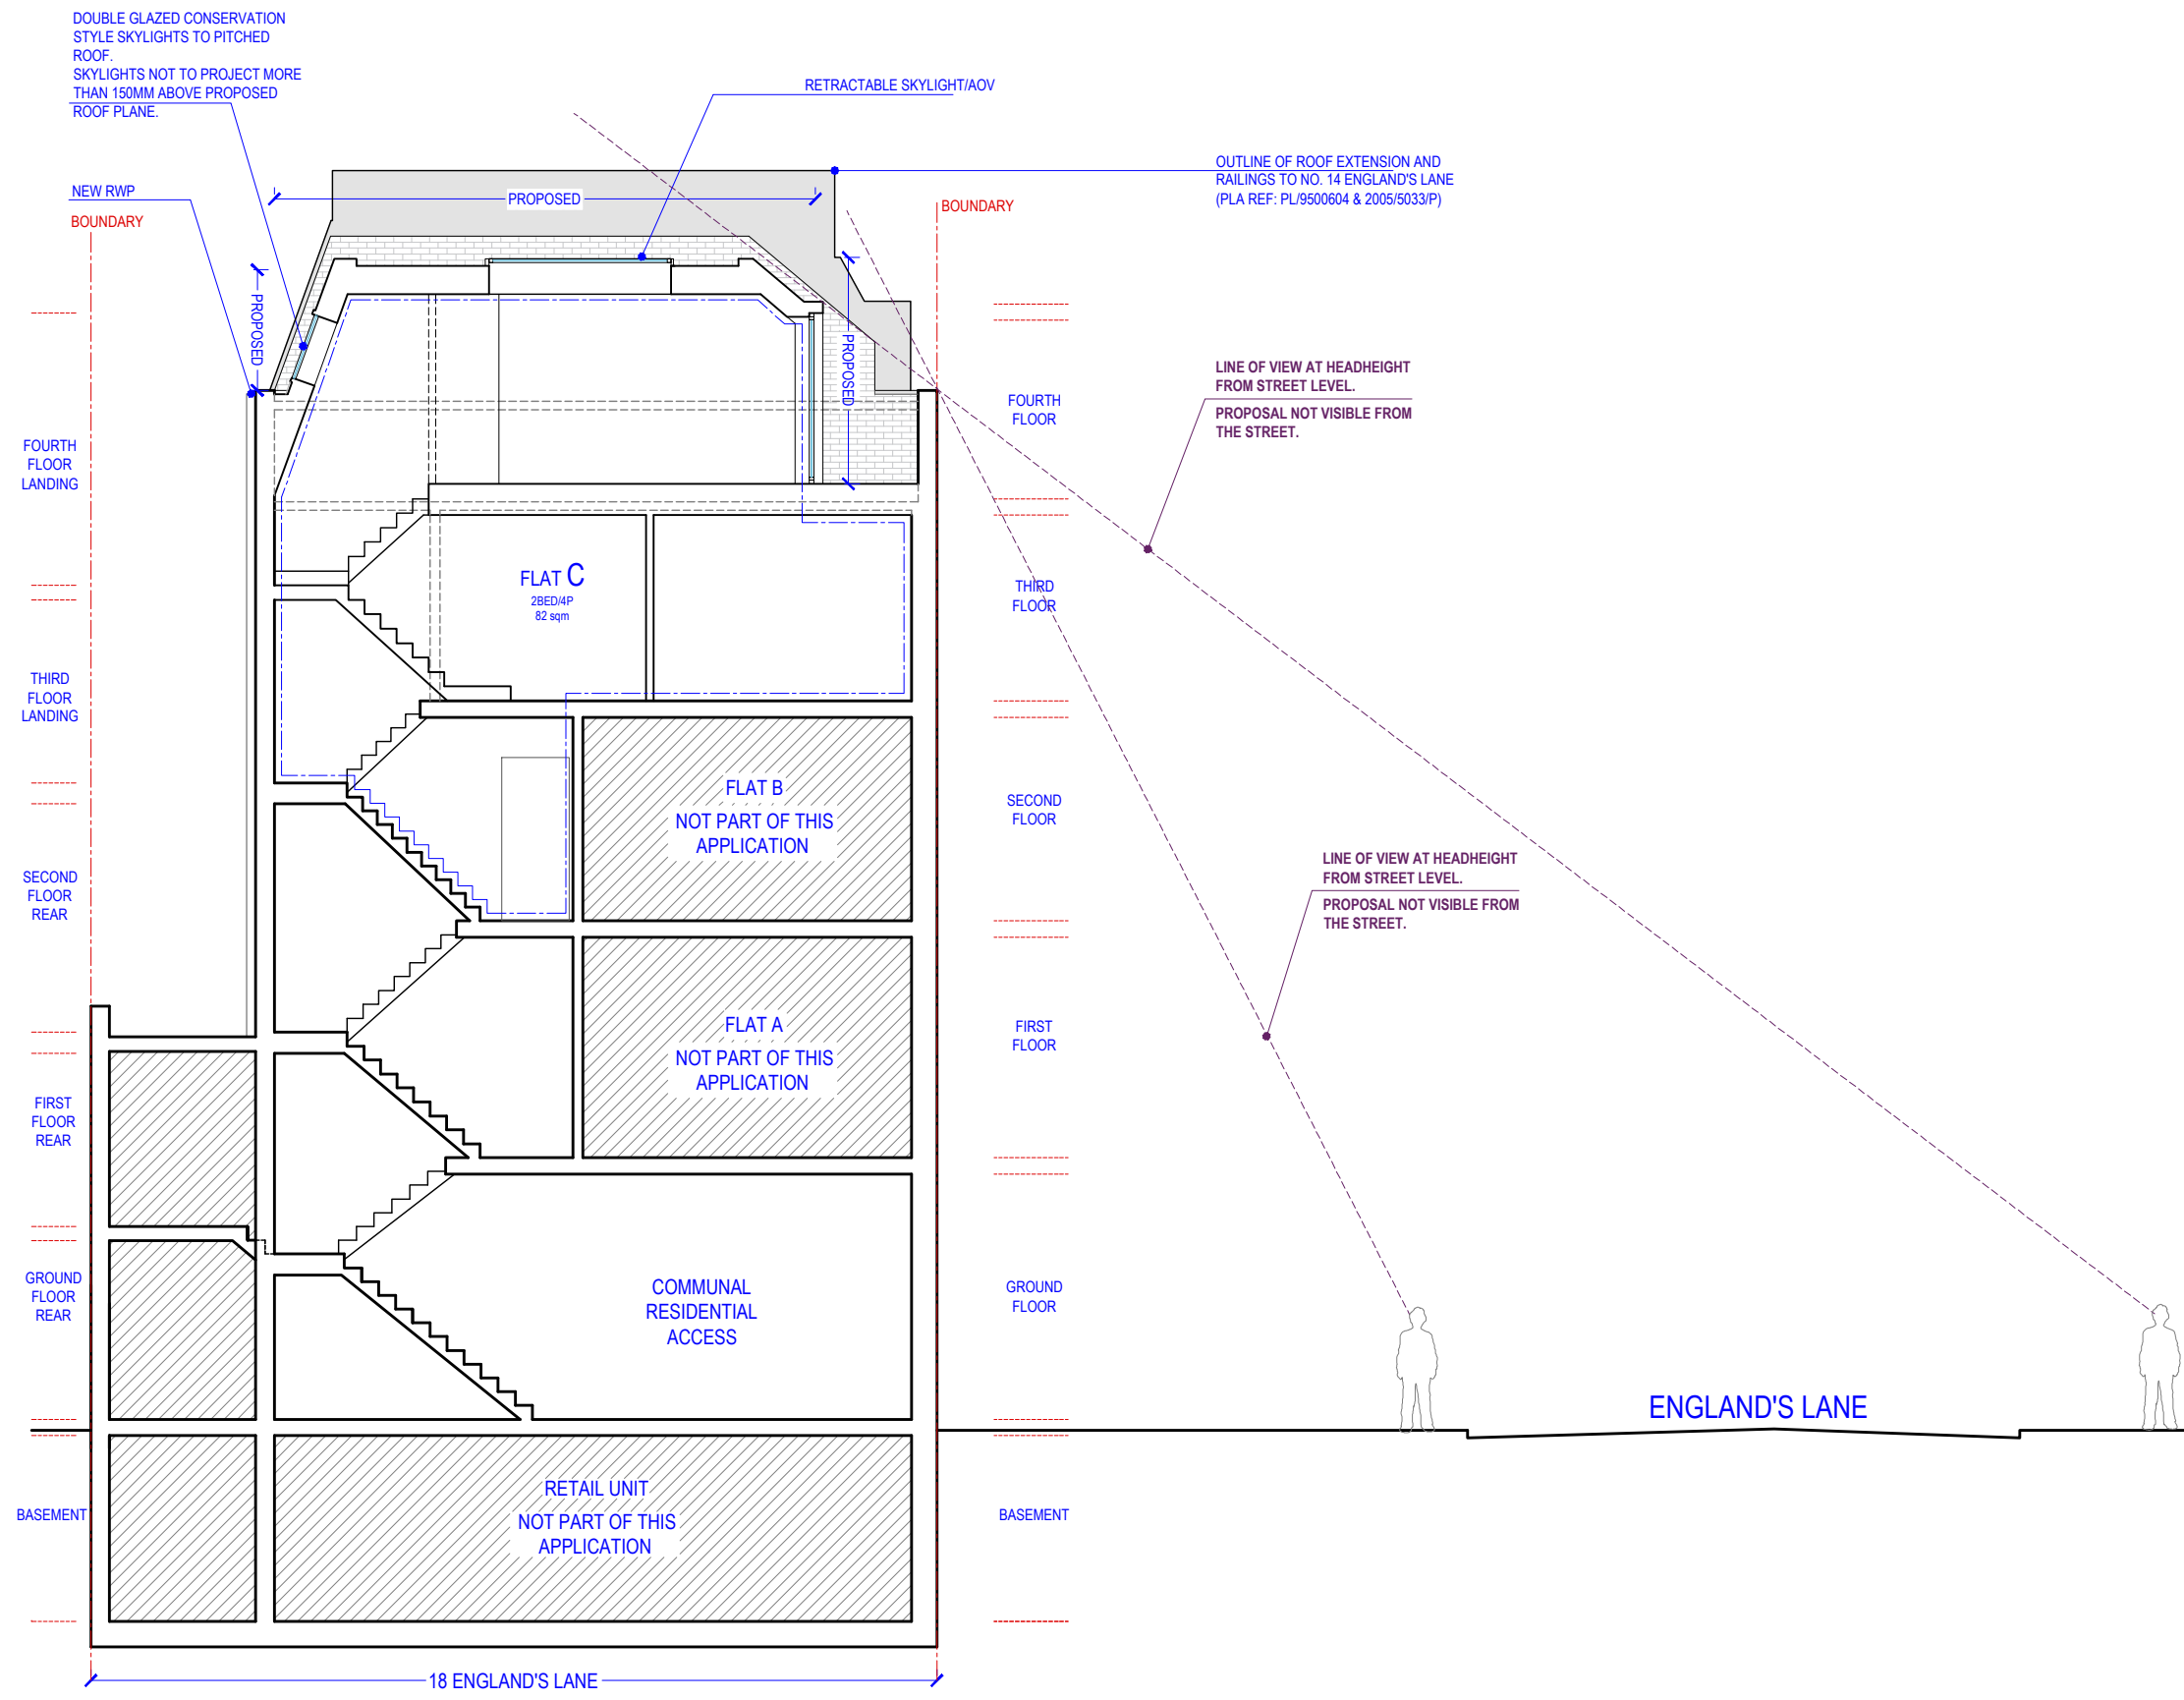 DOUBLE GLAZED CONSERVATION
STYLE SKYLIGHTS TO PITCHED
ROOF.
SKYLIGHTS NOT TO PROJECT MORE
THAN 150MM ABOVE PROPOSED
ROOF PLANE.
RETRACTABLE SKYLIGHT/AOV
OUTLINE OF ROOF EXTENSION AND
RAILINGS TO NO. 14 ENGLAND'S LANE
(PLA REF: PL/9500604 & 2005/5033/P)
NEW RWP
BOUNDARY
PROPOSED
BOUNDARY
PROPOSED
PROPOSED
LINE OF VIEW AT HEADHEIGHT
FROM STREET LEVEL.
PROPOSAL NOT VISIBLE FROM
THE STREET.
FOURTH
FLOOR
FOURTH
FLOOR
LANDING
FLAT C
2BED/4P
82 sqm
THIRD
FLOOR
THIRD
FLOOR
LANDING
FLAT B
NOT PART OF THIS
APPLICATION
SECOND
FLOOR
SECOND
FLOOR
REAR
LINE OF VIEW AT HEADHEIGHT
FROM STREET LEVEL.
PROPOSAL NOT VISIBLE FROM
THE STREET.
FLAT A
NOT PART OF THIS
APPLICATION
FIRST
FLOOR
FIRST
FLOOR
REAR
GROUND
FLOOR
REAR
COMMUNAL
RESIDENTIAL
ACCESS
GROUND
FLOOR
ENGLAND'S LANE
BASEMENT
RETAIL UNIT
NOT PART OF THIS
APPLICATION
BASEMENT
18 ENGLAND'S LANE